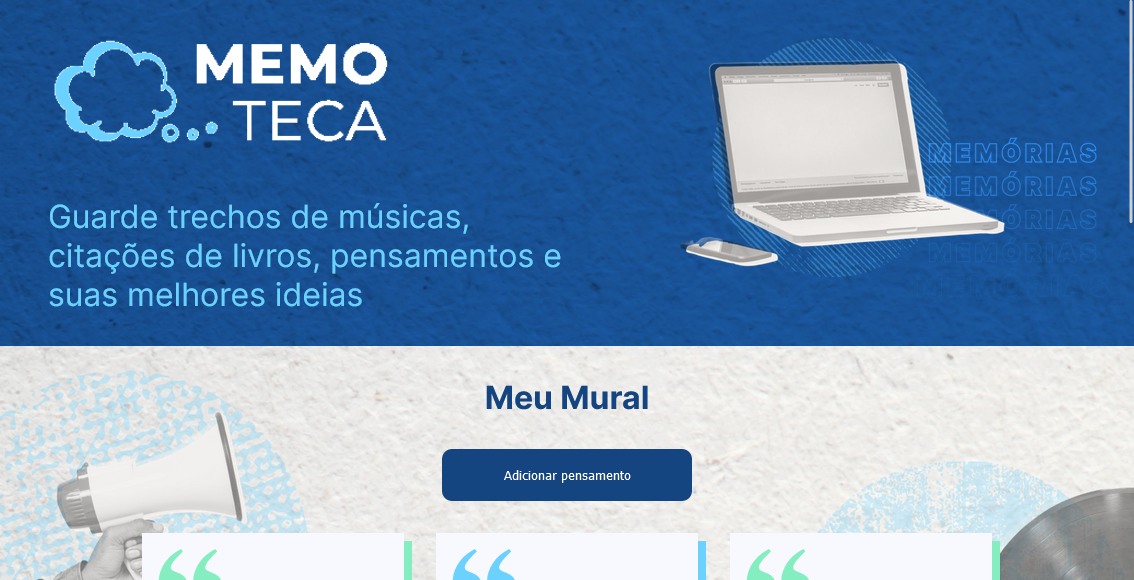 MEMO
TECA
Guarde trechos de músicas,
citações de livros, pensamentos e
suas melhores ideias
MEMÓRIAS
MEMÓRIAS
MEMÓRIAS
MEMÓRIAS
Meu Mural
Adicionar pensamento